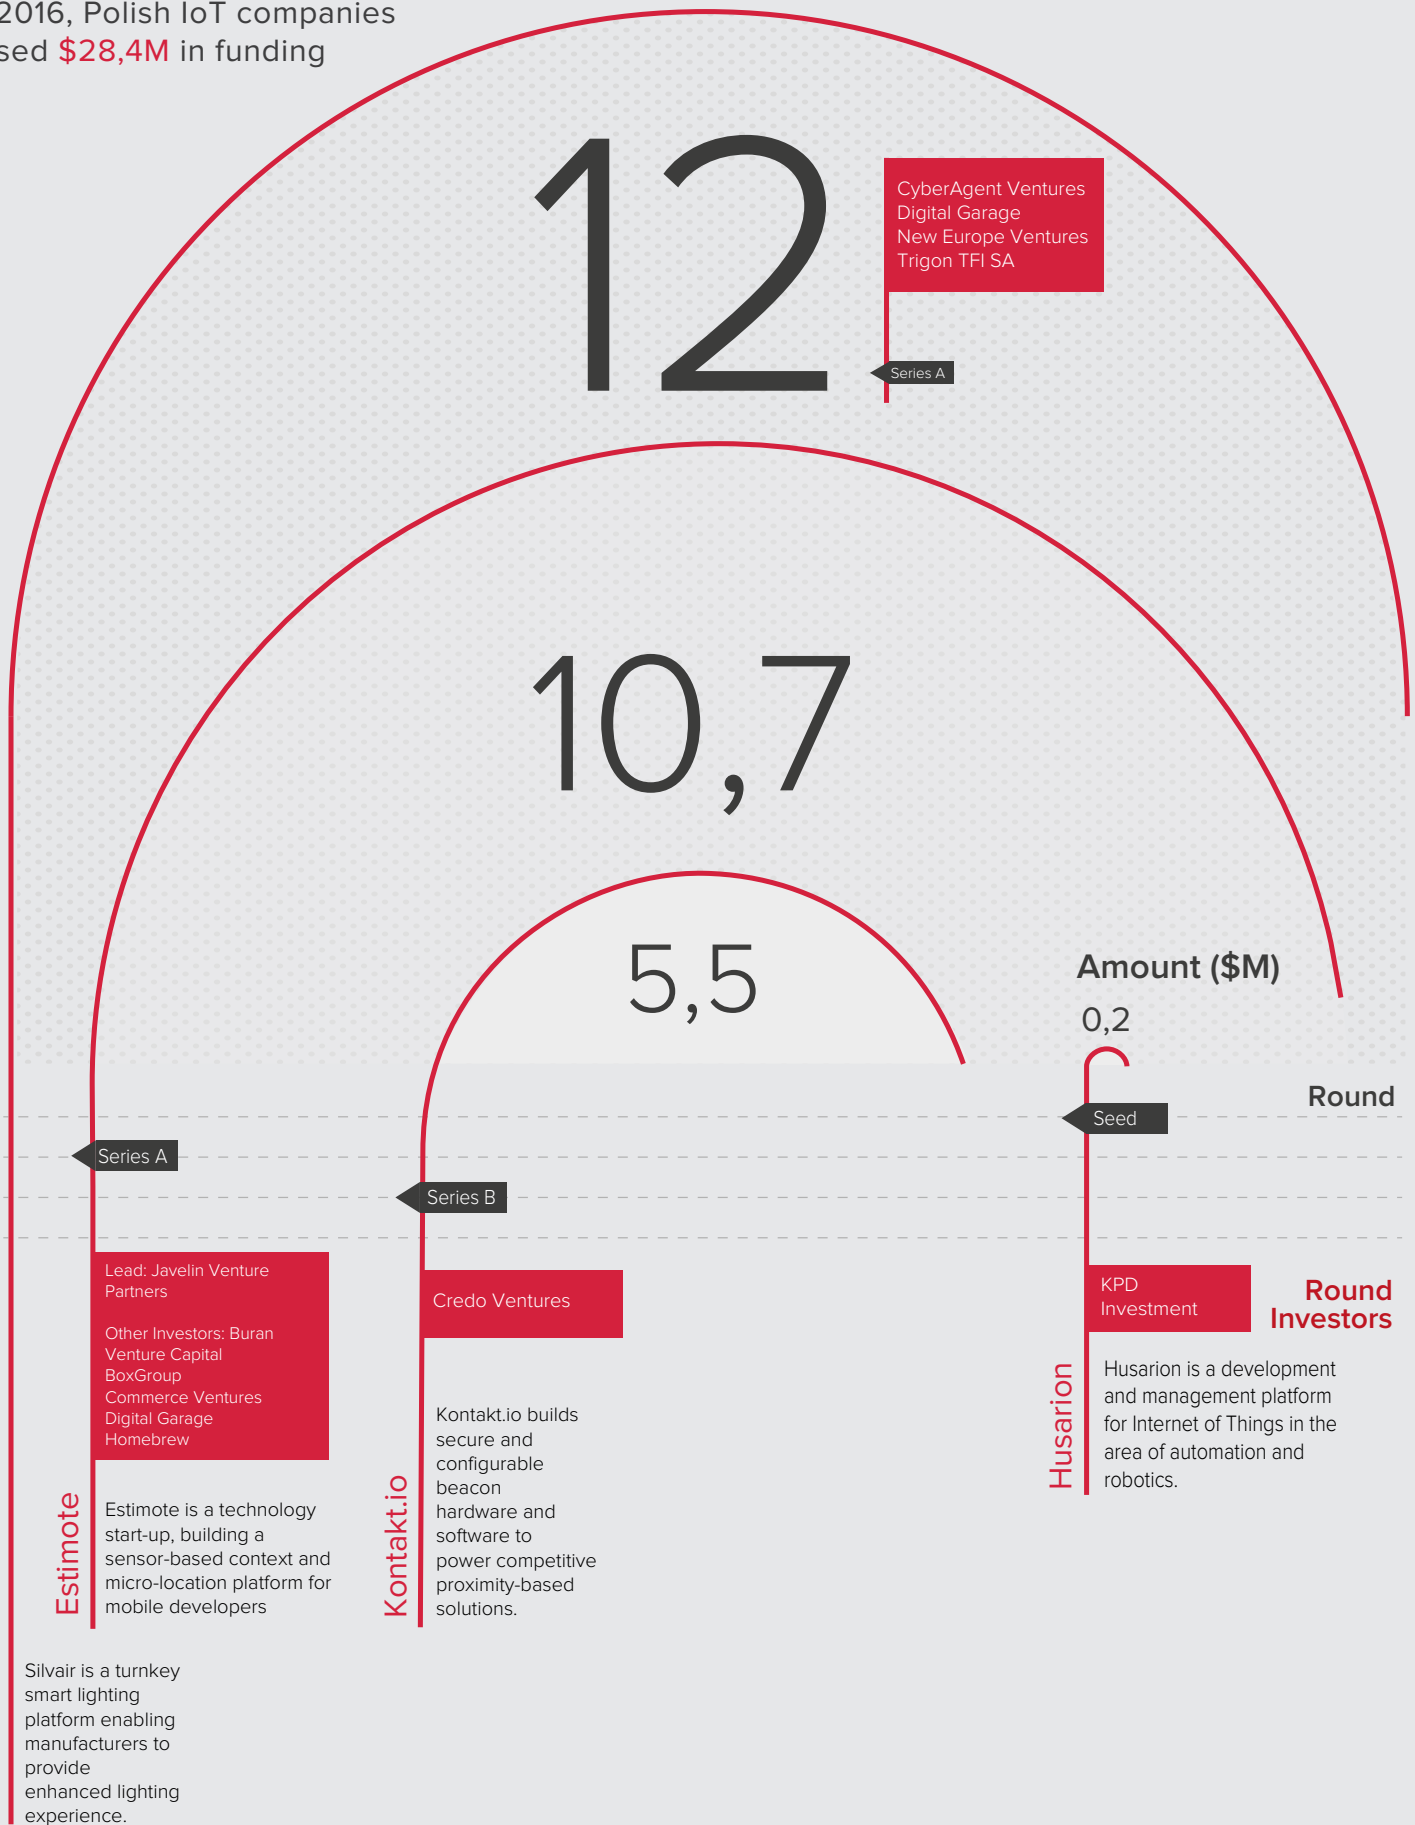 2016, Polish IoT companies
sed $28,4M in funding
12
CyberAgent Ventures
Digital Garage
New Europe Ventures
Trigon TFI SA
Series A
10,7
5,5
Amount ($M)
0,2
Round
Seed
Series A
Series B
Lead: Javelin Venture
Partners
Other Investors: Buran
Venture Capital
BoxGroup
Commerce Ventures
Digital Garage
Homebrew
Credo Ventures
KPD
Investment
Round
Investors
Estimote
Estimote is a technology
start-up, building a
sensor-based context and
micro-location platform for
mobile developers
Kontakt.io
Kontakt.io builds
secure and
configurable
beacon
hardware and
software to
power competitive
proximity-based
solutions.
Husarion
Husarion is a development
and management platform
for Internet of Things in the
area of automation and
robotics.
Silvair is a turnkey
smart lighting
platform enabling
manufacturers to
provide
enhanced lighting
experience.